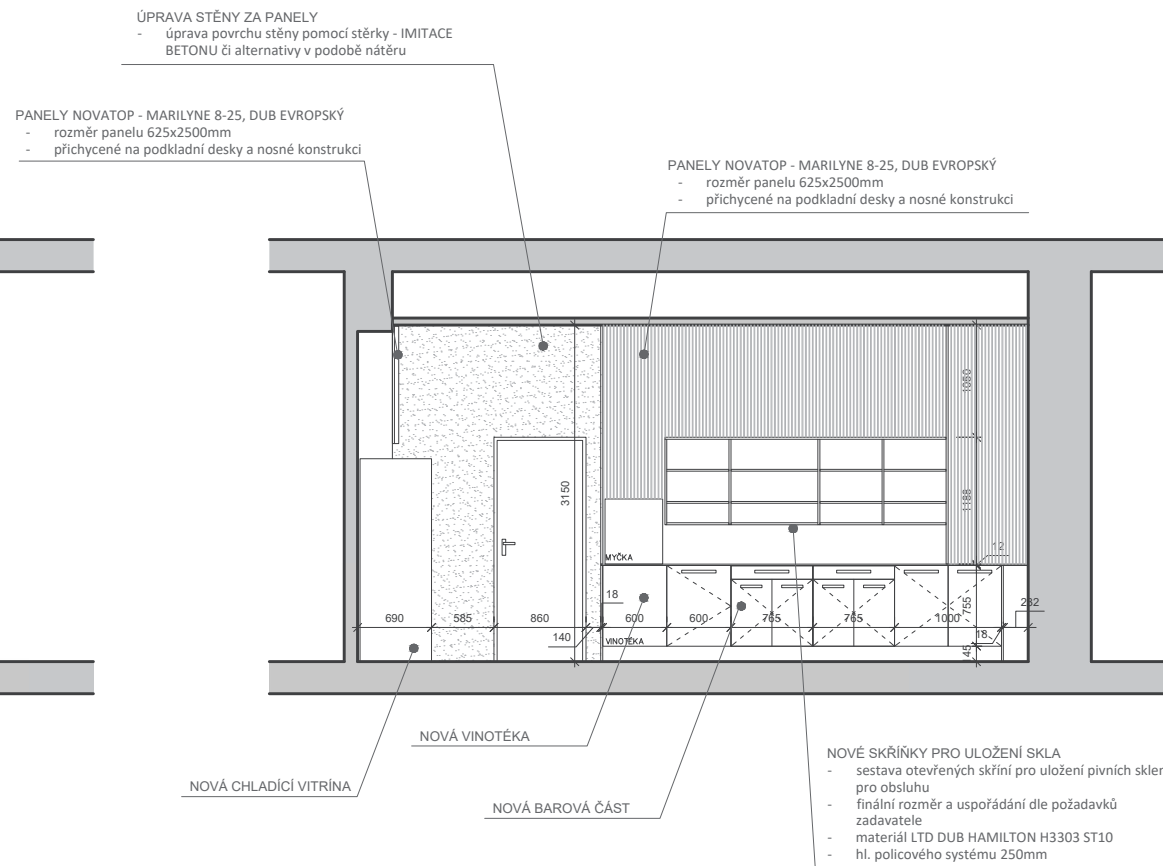 ÚPRAVA STĚNY ZA PANELY
- úprava povrchu stěny pomocí stěrky - IMITACE
BETONU či alternativy v podobě nátěru
PANELY NOVATOP - MARILYNE 8-25, DUB EVROPSKÝ
- rozměr panelu 625x2500mm
- přichycené na podkladní desky a nosné konstrukci
PANELY NOVATOP - MARILYNE 8-25, DUB EVROPSKÝ
- rozměr panelu 625x2500mm
- přichycené na podkladní desky a nosné konstrukci
1060
3150
1188
MYČKA
12
18
755
232
690
585
860
140
600
600
765
765
1000
18
VINOTÉKA
145
NOVÁ VINOTÉKA
NOVÁ CHLADÍCÍ VITRÍNA
NOVÁ BAROVÁ ČÁST
NOVÉ SKŘÍŇKY PRO ULOŽENÍ SKLA
- sestava otevřených skříní pro uložení pivních sklen
pro obsluhu
- finální rozměr a uspořádání dle požadavků
zadavatele
- materiál LTD DUB HAMILTON H3303 ST10
- hl. policového systému 250mm